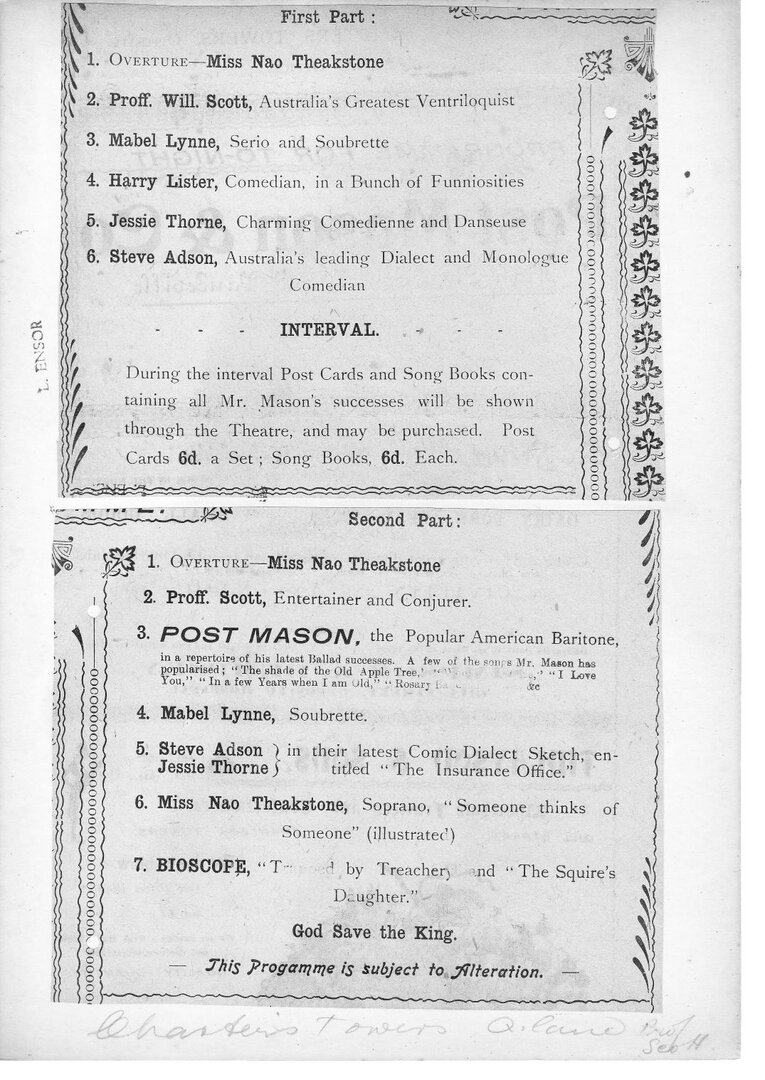 First Part :
1. OVERTURE—Miss Nao Theakstone
2. Proff. Will. Scott, Australia's Greatest Ventriloquist
3. Mabel Lynne, Serio and Soubrette
4. Harry Lister, Comedian, in a Bunch of Funniosities
5. Jessie Thorne, Charming Comedienne and Danseuse
6. Steve Adson, Australia's leading Dialect and Monologue
Comedian
- - - INTERVAL. - - -
During the interval Post Cards and Song Books con-
taining all Mr. Mason's successes will be shown
through the Theatre, and may be purchased. Post
Cards 6d. a Set ; Song Books, 6d. Each.
L. ENSOR
Second Part :
1. OVERTURE—Miss Nao Theakstone
2. Proff. Scott, Entertainer and Conjurer.
3. POST MASON, the Popular American Baritone,
in a repertoire of his latest Ballad successes. A few of the songs Mr. Mason has
popularised ; "The shade of the Old Apple Tree,' "I Love
You," "In a few Years when I am Old," "Rosary &c
4. Mabel Lynne, Soubrette.
5. Steve Adson } in their latest Comic Dialect Sketch, en-
Jessie Thorne } titled "The Insurance Office."
6. Miss Nao Theakstone, Soprano, "Someone thinks of
Someone" (illustrated)
7. BIOSCOPE, " by Treachery and "The Squire's
Daughter."
God Save the King.
— This Progamme is subject to Alteration. —
Charters Towers Q.land Prof
Scott